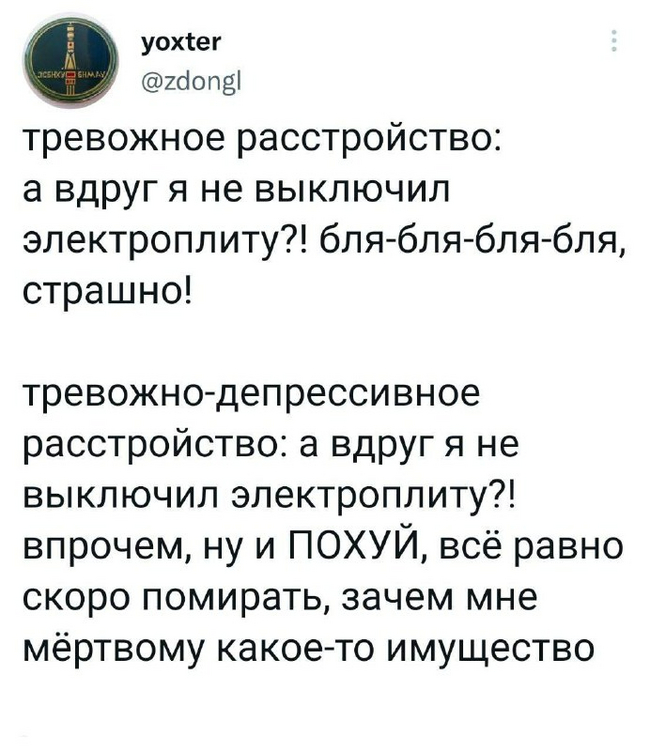 yoxter
@zdongl
тревожное расстройство:
а вдруг я не выключил
электроплиту?! бля-бля-бля-бля,
страшно!
тревожно-депрессивное
расстройство: а вдруг я не
выключил электроплиту?!
впрочем, ну и ПОХУЙ, всё равно
скоро помирать, зачем мне
мёртвому какое-то имущество